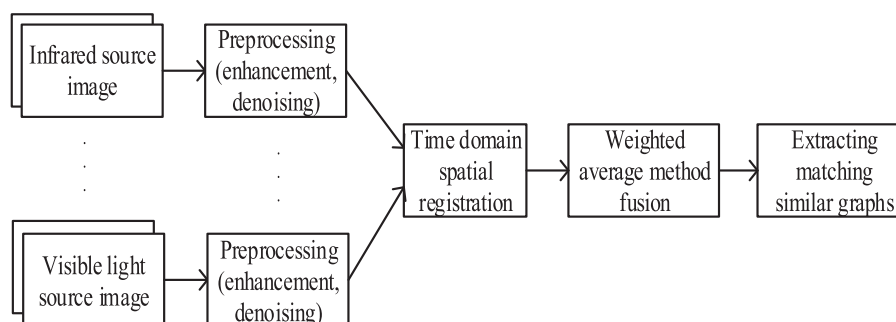 Infrared source
image
Preprocessing
(enhancement,
denoising)
Time domain
spatial
registration
Weighted
average method
fusion
Extracting
matching
similar graphs
Visible light
source image
Preprocessing
(enhancement,
denoising)